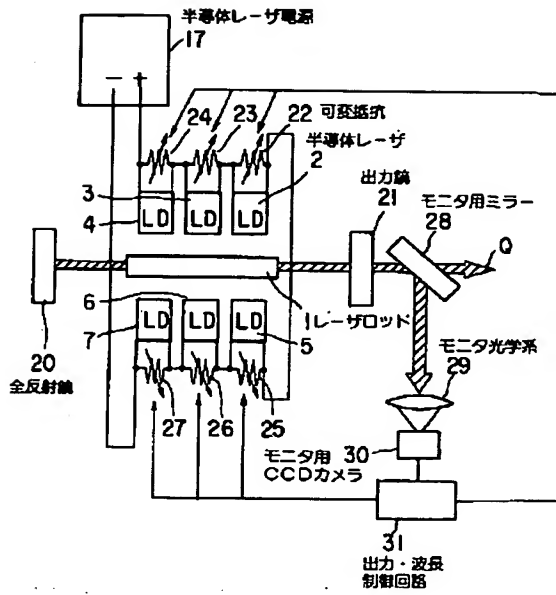 半導体レーザ電源
17
− +
24
23
22 可変抵抗
半導体レーザ
2
3
4
LD
LD
LD
出力鏡
21
モニタ用ミラー
28
Q
1 レーザロッド
20
全反射鏡
6
7
LD
LD
LD
5
27
26
25
モニタ光学系
29
モニタ用
CCDカメラ
30
31
出力・波長
制御回路